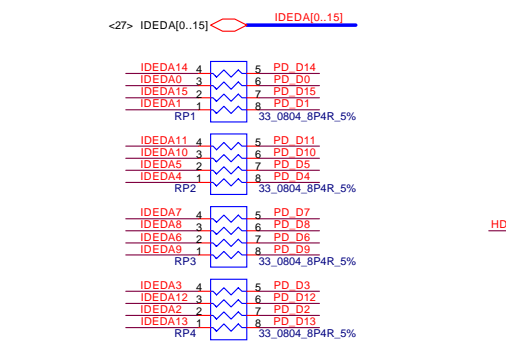 IDEDA[0..15]
<27> IDEDA[0..15]
IDEDA14 4 5 PD_D14
IDEDA0 3 6 PD_D0
IDEDA15 2 7 PD_D15
IDEDA1 1 8 PD_D1
RP1 33_0804_8P4R_5%
IDEDA11 4 5 PD_D11
IDEDA10 3 6 PD_D10
IDEDA5 2 7 PD_D5
IDEDA4 1 8 PD_D4
RP2 33_0804_8P4R_5%
IDEDA7 4 5 PD_D7
IDEDA8 3 6 PD_D8
HD
IDEDA6 2 7 PD_D6
IDEDA9 1 8 PD_D9
RP3 33_0804_8P4R_5%
IDEDA3 4 5 PD_D3
IDEDA12 3 6 PD_D12
IDEDA2 2 7 PD_D2
IDEDA13 1 8 PD_D13
RP4 33_0804_8P4R_5%